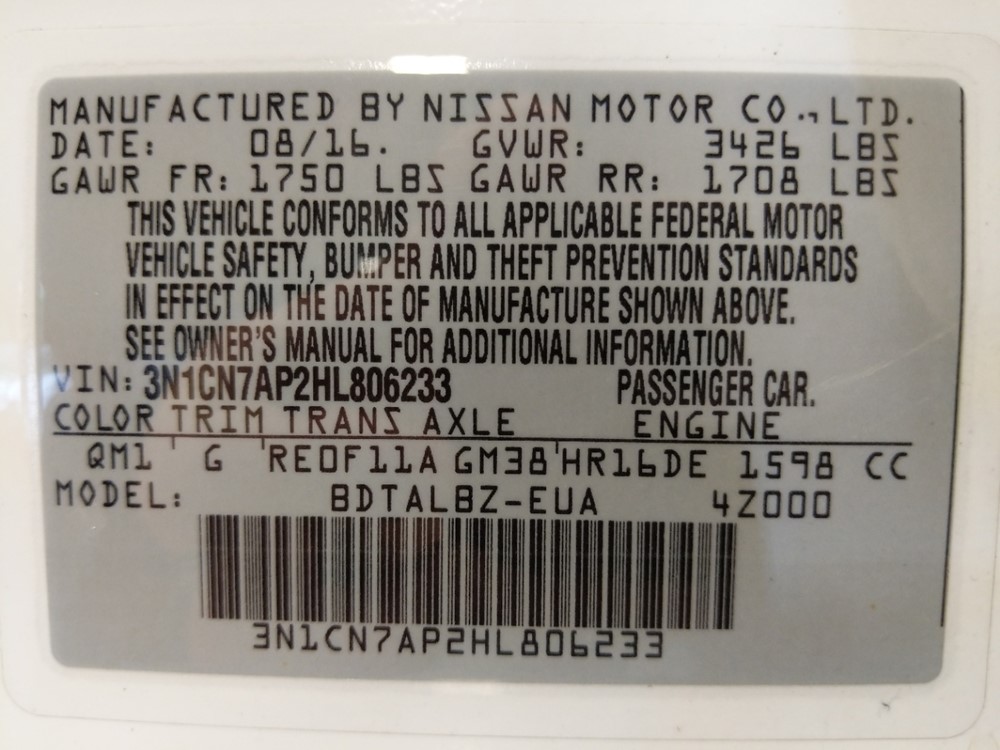 MANUFACTURED BY NISSAN MOTOR CO.,LTD.
DATE: 08/16. GVWR: 3426 LBS
GAWR FR: 1750 LBS GAWR RR: 1708 LBS
THIS VEHICLE CONFORMS TO ALL APPLICABLE FEDERAL MOTOR
VEHICLE SAFETY, BUMPER AND THEFT PREVENTION STANDARDS
IN EFFECT ON THE DATE OF MANUFACTURE SHOWN ABOVE.
SEE OWNER'S MANUAL FOR ADDITIONAL INFORMATION.
VIN: 3N1CN7AP2HL806233 PASSENGER CAR.
COLOR TRIM TRANS AXLE ENGINE
QM1 G RE0F11A GM38 HR16DE 1598 CC
MODEL: BDTALBZ-EUA 4Z000
3N1CN7AP2HL806233